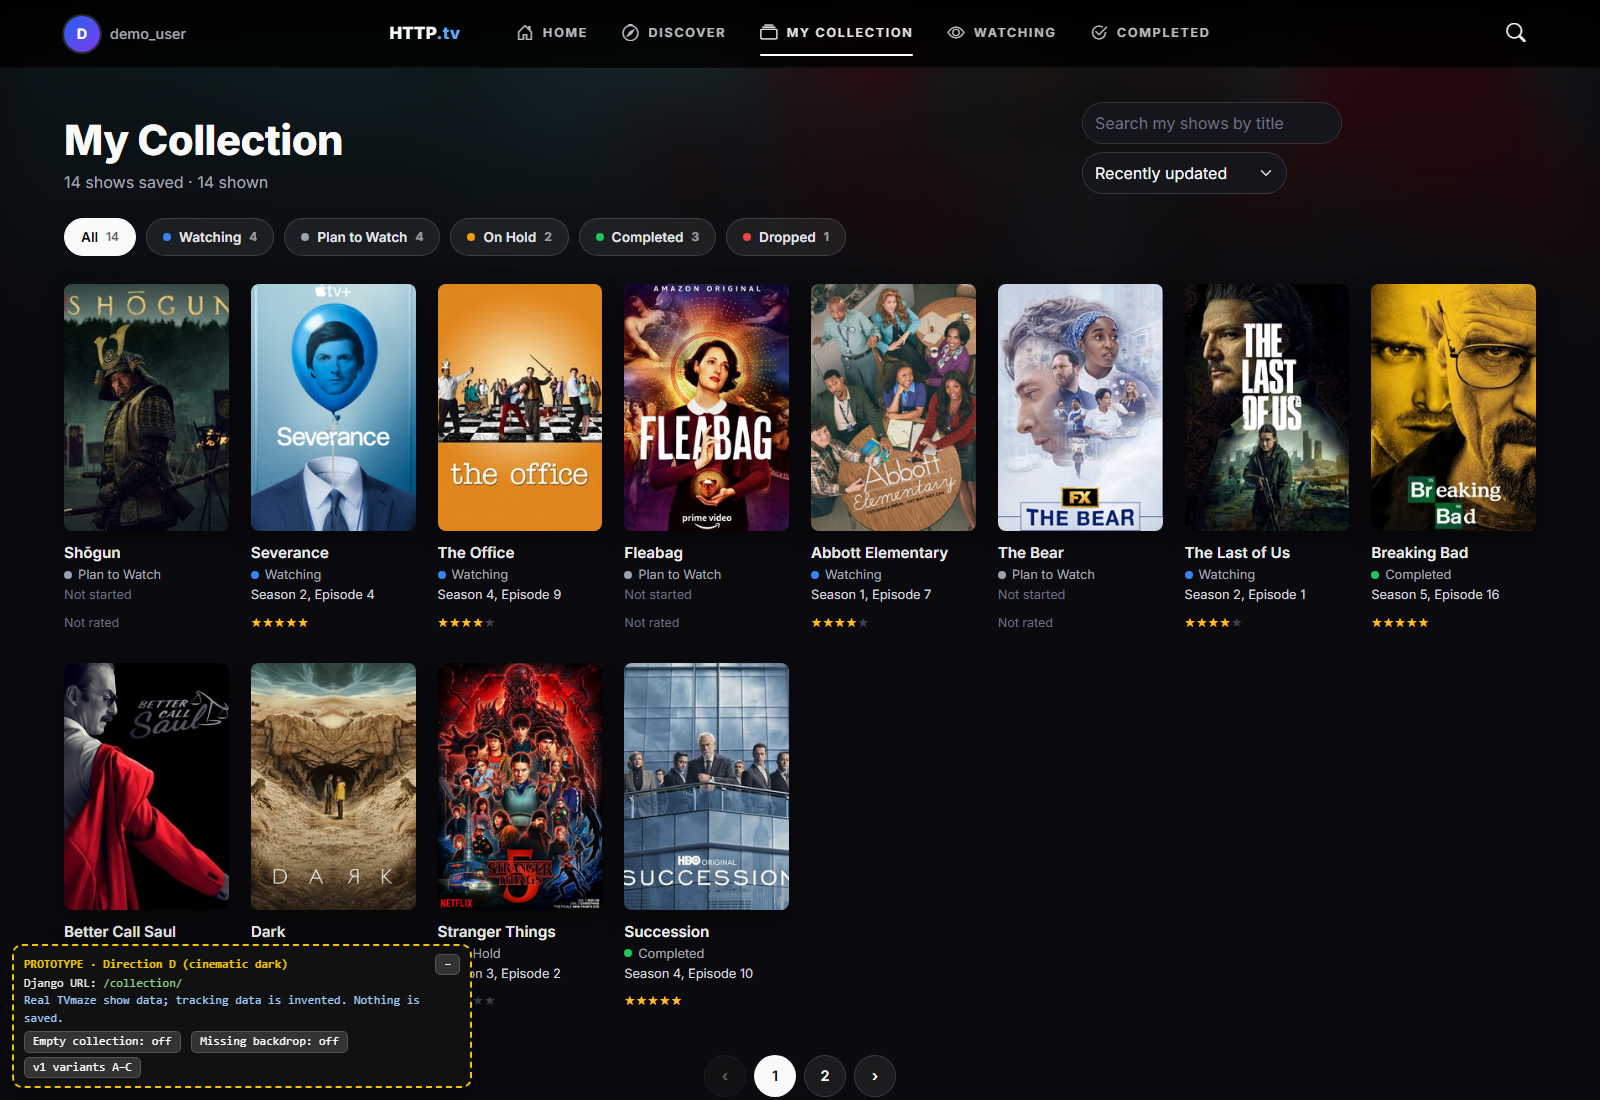 D demo_user
HTTP.tv
HOME
DISCOVER
MY COLLECTION
WATCHING
COMPLETED
My Collection
14 shows saved · 14 shown
Search my shows by title
Recently updated
All 14
Watching 4
Plan to Watch 4
On Hold 2
Completed 3
Dropped 1
SHŌGUN
tv+
Severance
the office
AMAZON ORIGINAL
FLEABAG
prime video
Abbott
Elementary
FX
THE BEAR
THE
LAST
OF US
Breaking
Bad
Shōgun
Plan to Watch
Not started
Not rated
Severance
Watching
Season 2, Episode 4
★★★★★
The Office
Watching
Season 4, Episode 9
★★★★★
Fleabag
Plan to Watch
Not started
Not rated
Abbott Elementary
Watching
Season 1, Episode 7
★★★★★
The Bear
Plan to Watch
Not started
Not rated
The Last of Us
Watching
Season 2, Episode 1
★★★★★
Breaking Bad
Completed
Season 5, Episode 16
★★★★★
BETTER
CALL
Saul
DARK
STRANGER
THINGS
5
NETFLIX
HBO ORIGINAL
SUCCESSION
Better Call Saul
Dark
Stranger Things
Hold
n 3, Episode 2
★★
Succession
Completed
Season 4, Episode 10
★★★★★
PROTOTYPE · Direction D (cinematic dark)
–
Django URL: /collection/
Real TVmaze show data; tracking data is invented. Nothing is
saved.
Empty collection: off
Missing backdrop: off
v1 variants A–C
‹ 1 2 ›